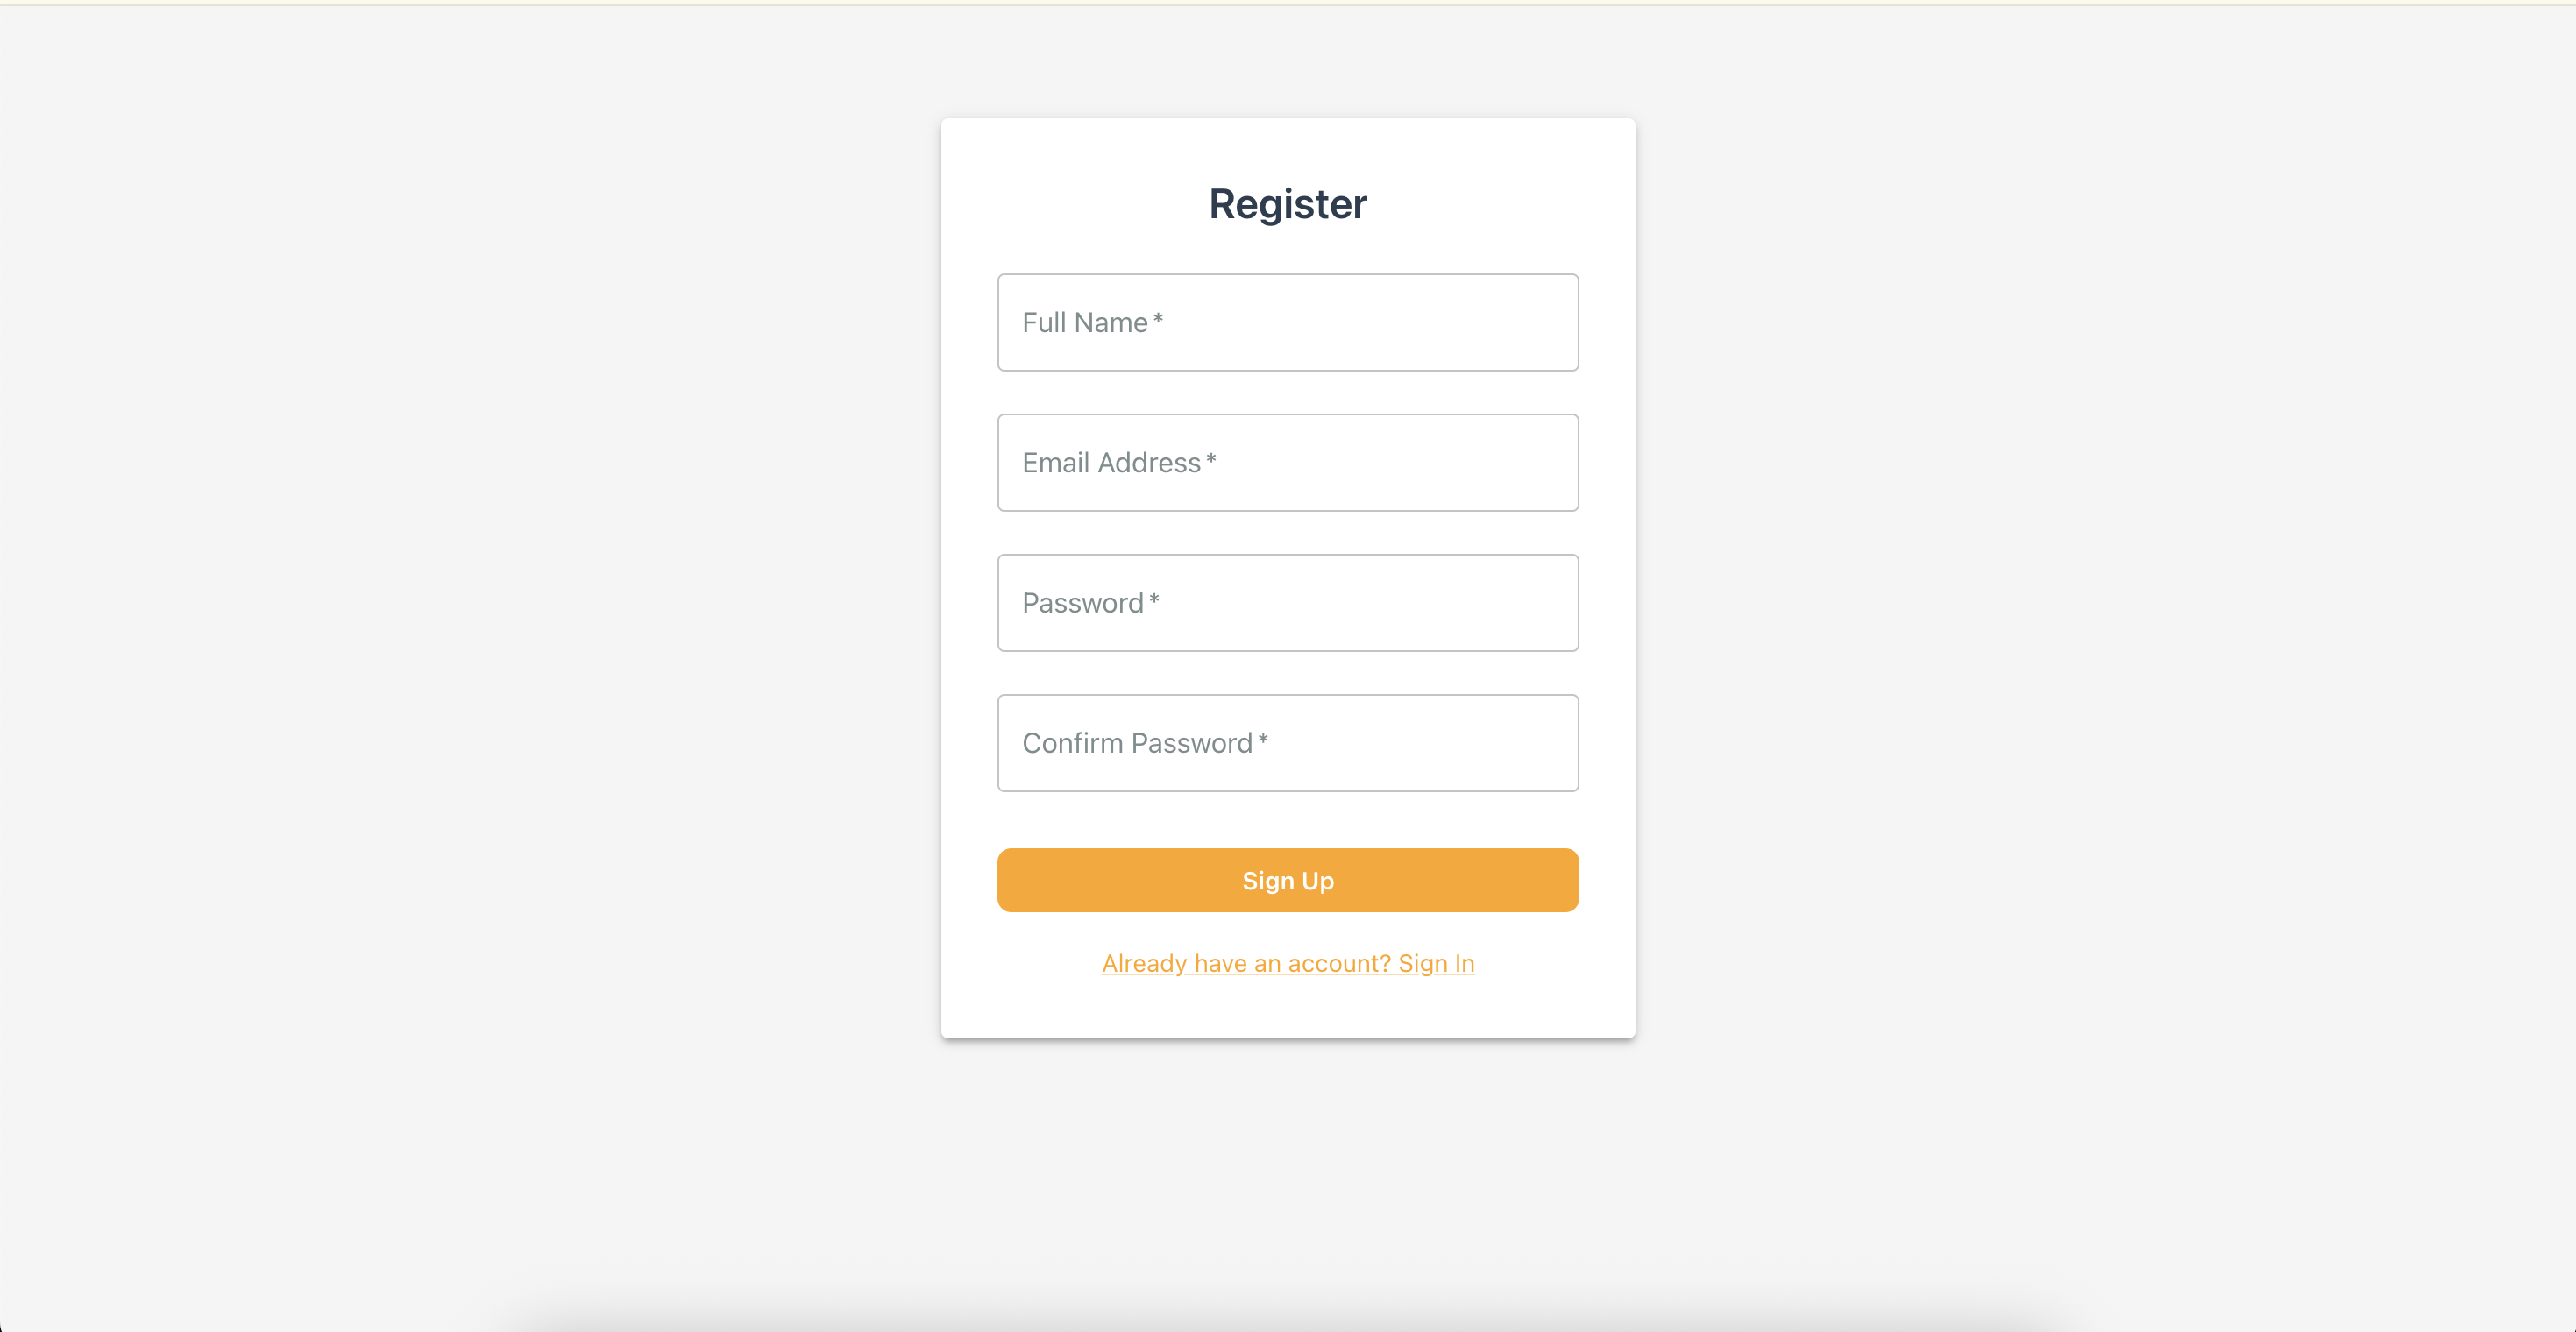 Register
Full Name *
Email Address *
Password *
Confirm Password *
Sign Up
Already have an account? Sign In